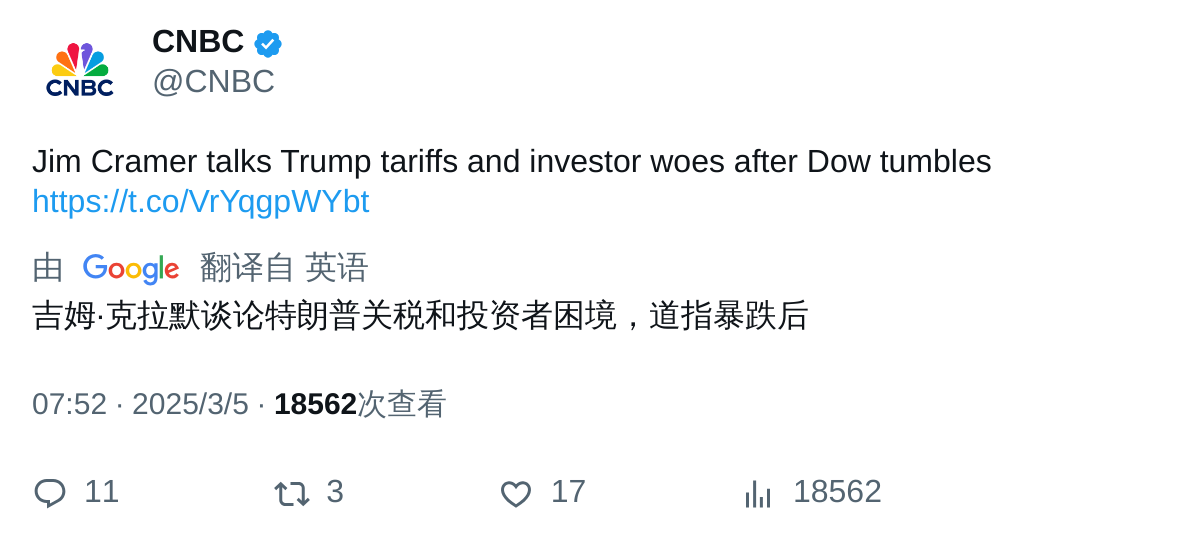 CNBC
CNBC
@CNBC
Jim Cramer talks Trump tariffs and investor woes after Dow tumbles
https://t.co/VrYqgpWYbt
由 Google 翻译自 英语
吉姆·克拉默谈论特朗普关税和投资者困境，道指暴跌后
07:52 · 2025/3/5 · 18562次查看
11 3 17 18562